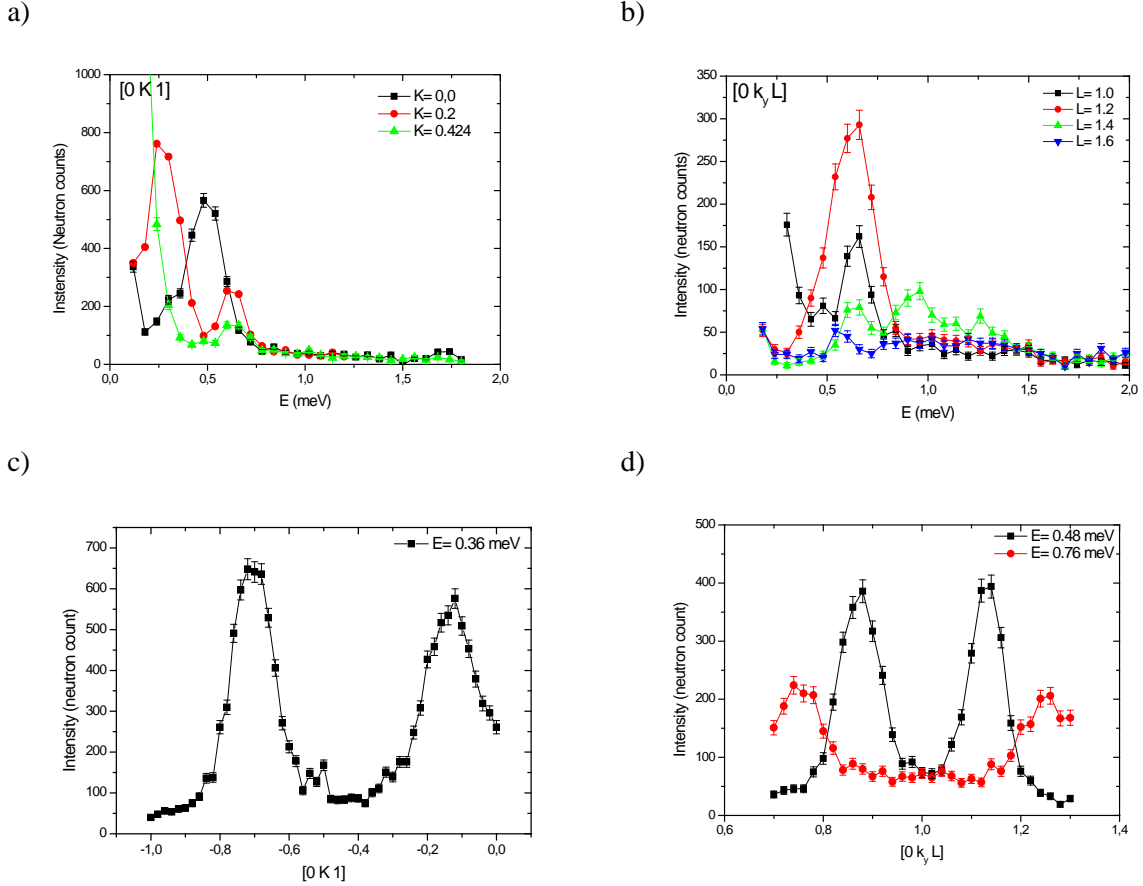 a)
[0 K 1]
K= 0,0
K= 0.2
K= 0.424
1000
800
600
400
200
0
0,0 0,5 1,0 1,5 2,0
Instensity (Neutron counts)
E (meV)
b)
[0 k_y L]
L= 1.0
L= 1.2
L= 1.4
L= 1.6
350
300
250
200
150
100
50
0
0,0 0,5 1,0 1,5 2,0
Intensity (neutron counts)
E (meV)
c)
E= 0.36 meV
700
600
500
400
300
200
100
0
-1,0 -0,8 -0,6 -0,4 -0,2 0,0
Intensity (neutron count)
[0 K 1]
d)
E= 0.48 meV
E= 0.76 meV
500
400
300
200
100
0
0,6 0,8 1,0 1,2 1,4
Intensity (neutron count)
[0 k_y L]